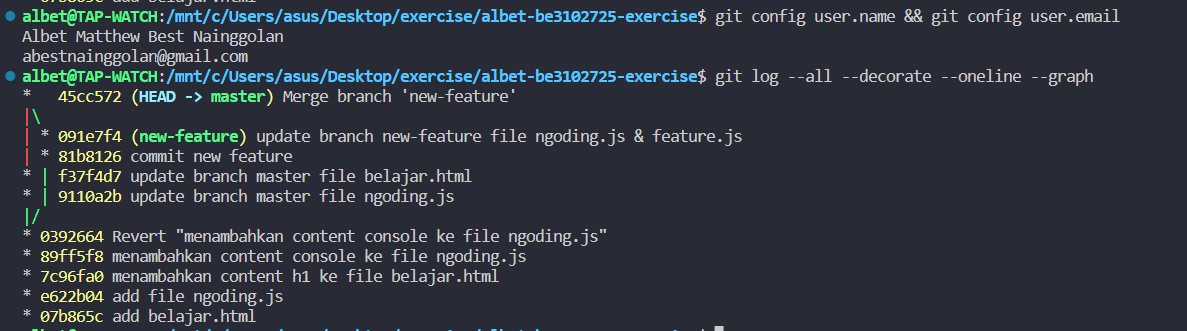 07b865c add belajar.html
albet@TAP-WATCH:/mnt/c/Users/asus/Desktop/exercise/albet-be3102725-exercise$ git config user.name && git config user.email
Albet Matthew Best Nainggolan
abestnainggolan@gmail.com
albet@TAP-WATCH:/mnt/c/Users/asus/Desktop/exercise/albet-be3102725-exercise$ git log --all --decorate --oneline --graph
*   45cc572 (HEAD -> master) Merge branch 'new-feature'
|\
| * 091e7f4 (new-feature) update branch new-feature file ngoding.js & feature.js
| * 81b8126 commit new feature
* | f37f4d7 update branch master file belajar.html
* | 9110a2b update branch master file ngoding.js
|/
* 0392664 Revert "menambahkan content console ke file ngoding.js"
* 89ff5f8 menambahkan content console ke file ngoding.js
* 7c96fa0 menambahkan content h1 ke file belajar.html
* e622b04 add file ngoding.js
* 07b865c add belajar.html